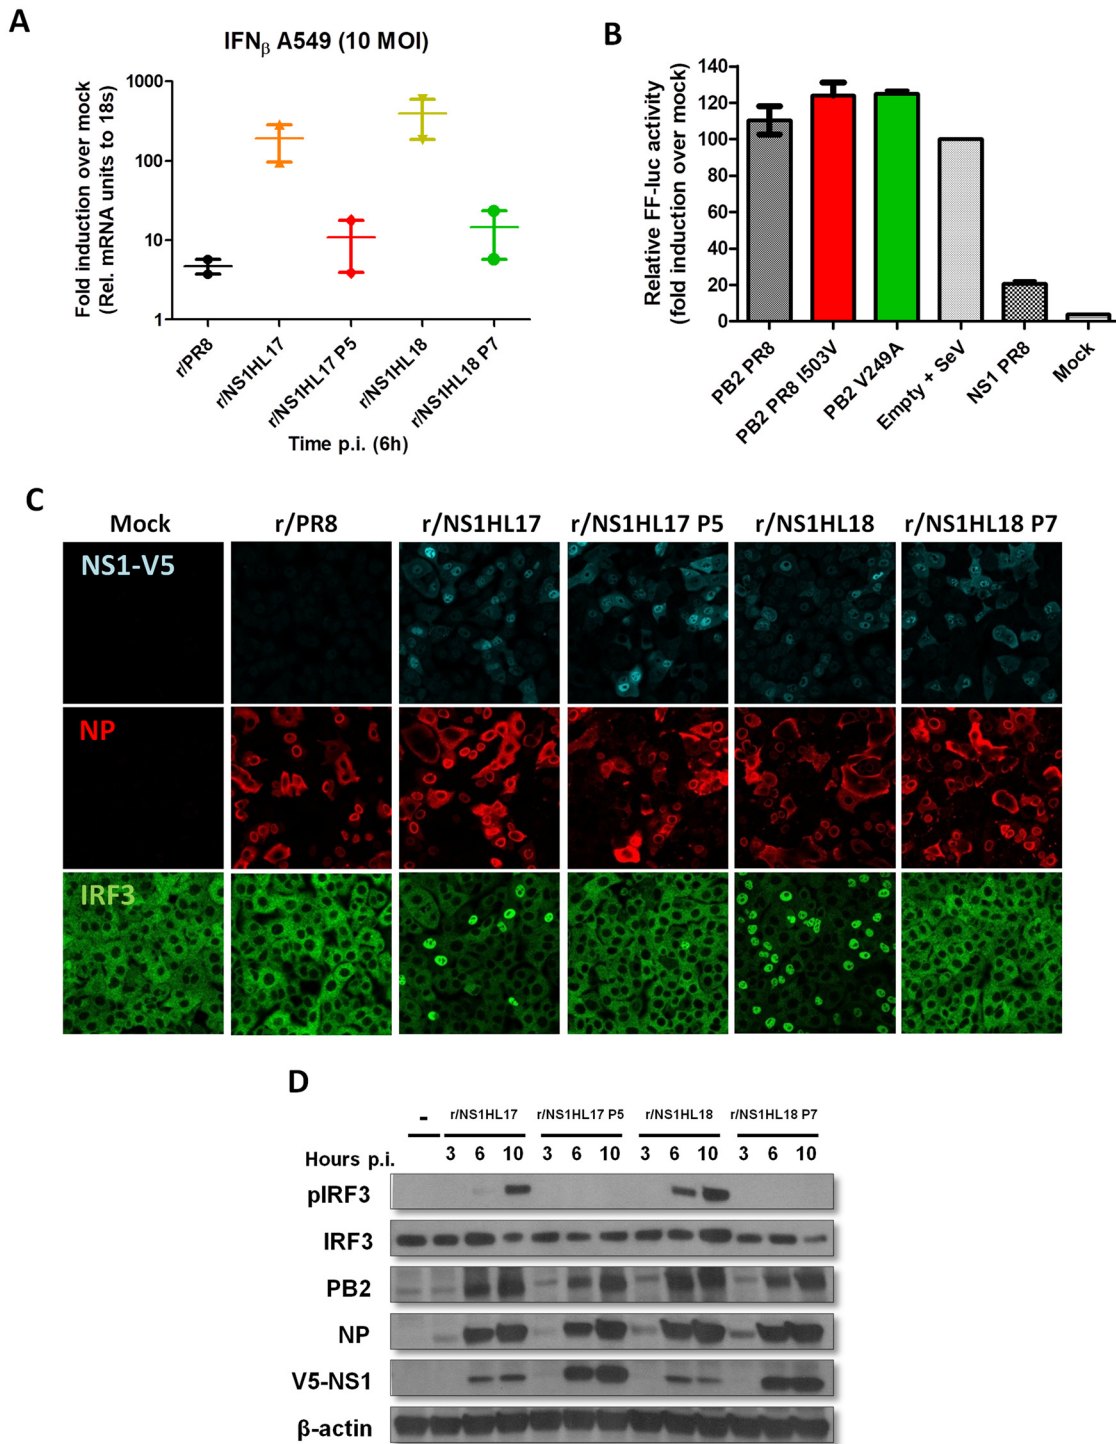 A
IFNβ A549 (10 MOI)
Fold induction over mock
(Rel. mRNA units to 18s)
1000
100
10
1
r/PR8
r/NS1HL17
r/NS1HL17 P5
r/NS1HL18
r/NS1HL18 P7
Time p.i. (6h)
B
Relative FF-luc activity
(fold induction over mock)
140
120
100
80
60
40
20
0
PB2 PR8
PB2 PR8 I503V
PB2 V249A
Empty + SeV
NS1 PR8
Mock
C
Mock r/PR8 r/NS1HL17 r/NS1HL17 P5 r/NS1HL18 r/NS1HL18 P7
NS1-V5
NP
IRF3
D
- r/NS1HL17 r/NS1HL17 P5 r/NS1HL18 r/NS1HL18 P7
Hours p.i. 3 6 10 3 6 10 3 6 10 3 6 10
pIRF3
IRF3
PB2
NP
V5-NS1
β-actin